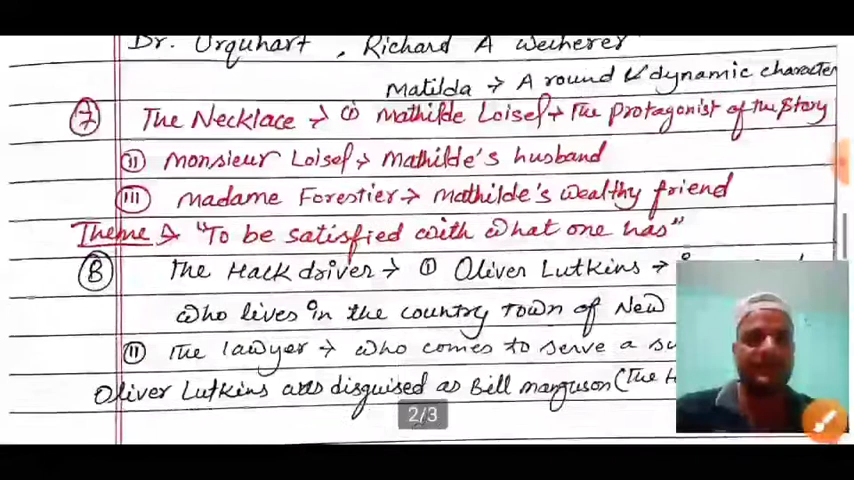 Dr. Urquhart, Richard A Wecherer
Matilda → A round & dynamic character
7 The Necklace → (i) Mathilde Loisel → The Protagonist of the Story
(ii) Monsieur Loisel → Mathilde's husband
(iii) Madame Forestier → Mathilde's wealthy friend
Theme → "To be satisfied with what one has"
8 The Hack driver → (i) Oliver Lutkins →
who lives in the country town of New
(ii) The lawyer → who comes to serve a su
Oliver Lutkins was disguised as Bill marguson (The H
2/3